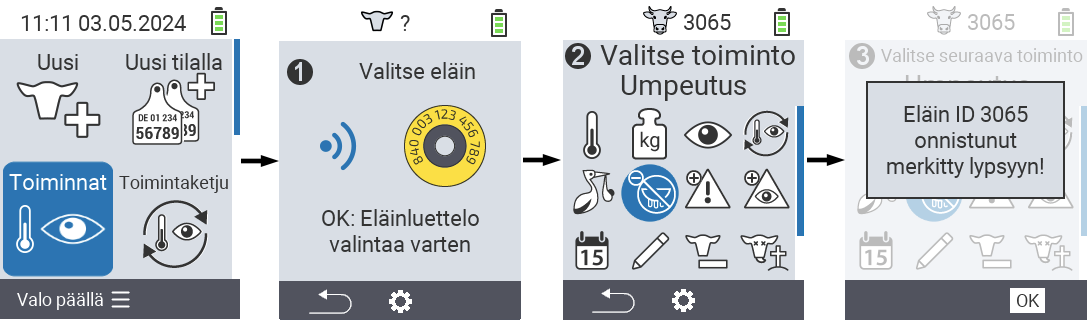 11:11 03.05.2024
Uusi
Uusi tilalla
DE 01 234
56789
39
Toiminnat
Toimintaketju
Valo päällä
?
1
Valitse eläin
840 003 123 456 789
OK: Eläinluettelo
valintaa varten
3065
2 Valitse toiminto
Umpeutus
kg
15
3065
3 Valitse seuraava toiminto
Eläin ID 3065
onnistunut
merkitty lypsyyn!
15
OK